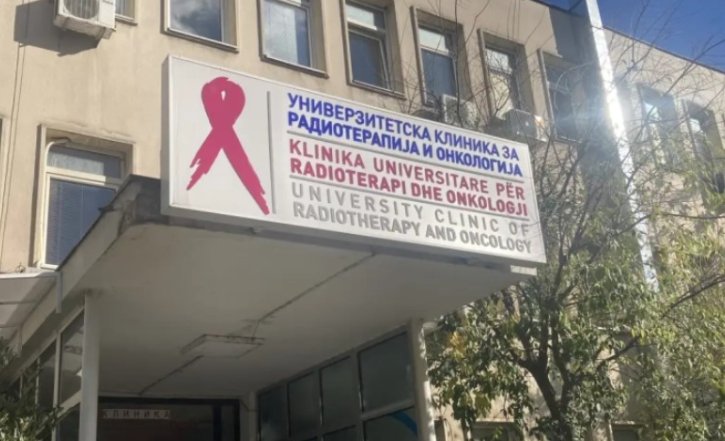 УНИВЕРЗИТЕТСКА КЛИНИКА ЗА
РАДИОТЕРАПИЈА И ОНКОЛОГИЈА
KLINIKA UNIVERSITARE PËR
RADIOTERAPI DHE ONKOLOGJI
UNIVERSITY CLINIC OF
RADIOTHERAPY AND ONCOLOGY
КЛИНИКА